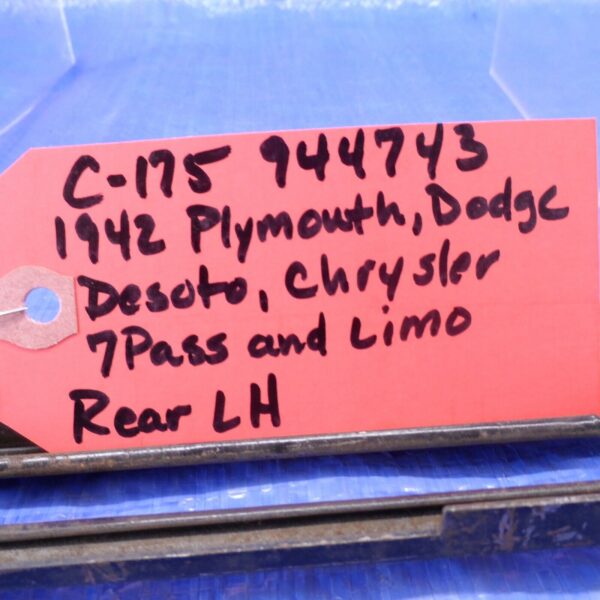 C-175 944743
1942 Plymouth, Dodge
Desoto, Chrysler
7Pass and Limo
Rear LH